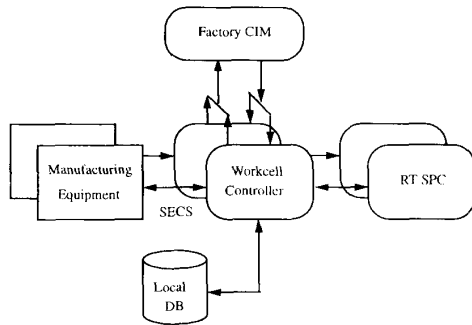 Factory CIM
Manufacturing
Equipment
Workcell
Controller
RT SPC
SECS
Local
DB